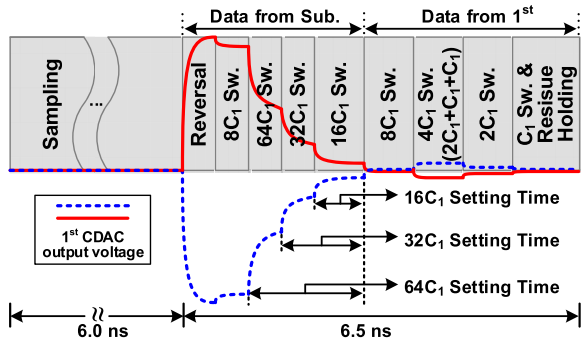 Data from Sub.
Data from 1st
Sampling
...
Reversal
8C1 Sw.
64C1 Sw.
32C1 Sw.
16C1 Sw.
8C1 Sw.
4C1 Sw.
(2C1+C1+C1)
2C1 Sw.
C1 Sw. &
Resisue
Holding
1st CDAC
output voltage
16C1 Setting Time
32C1 Setting Time
64C1 Setting Time
6.0 ns
6.5 ns